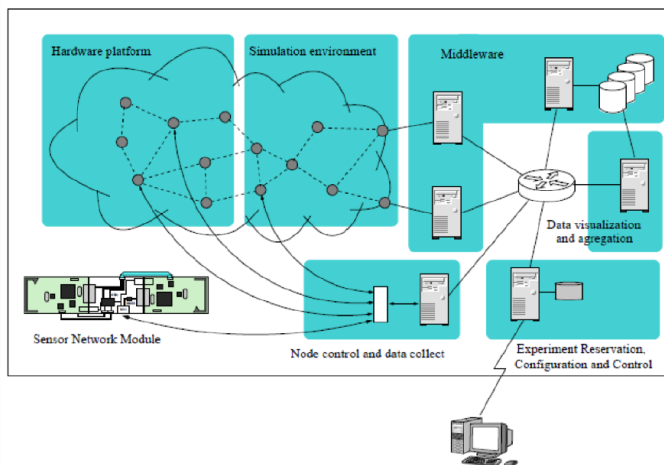 Hardware platform
Simulation environment
Middleware
Data visualization
and agregation
Sensor Network Module
Node control and data collect
Experiment Reservation,
Configuration and Control